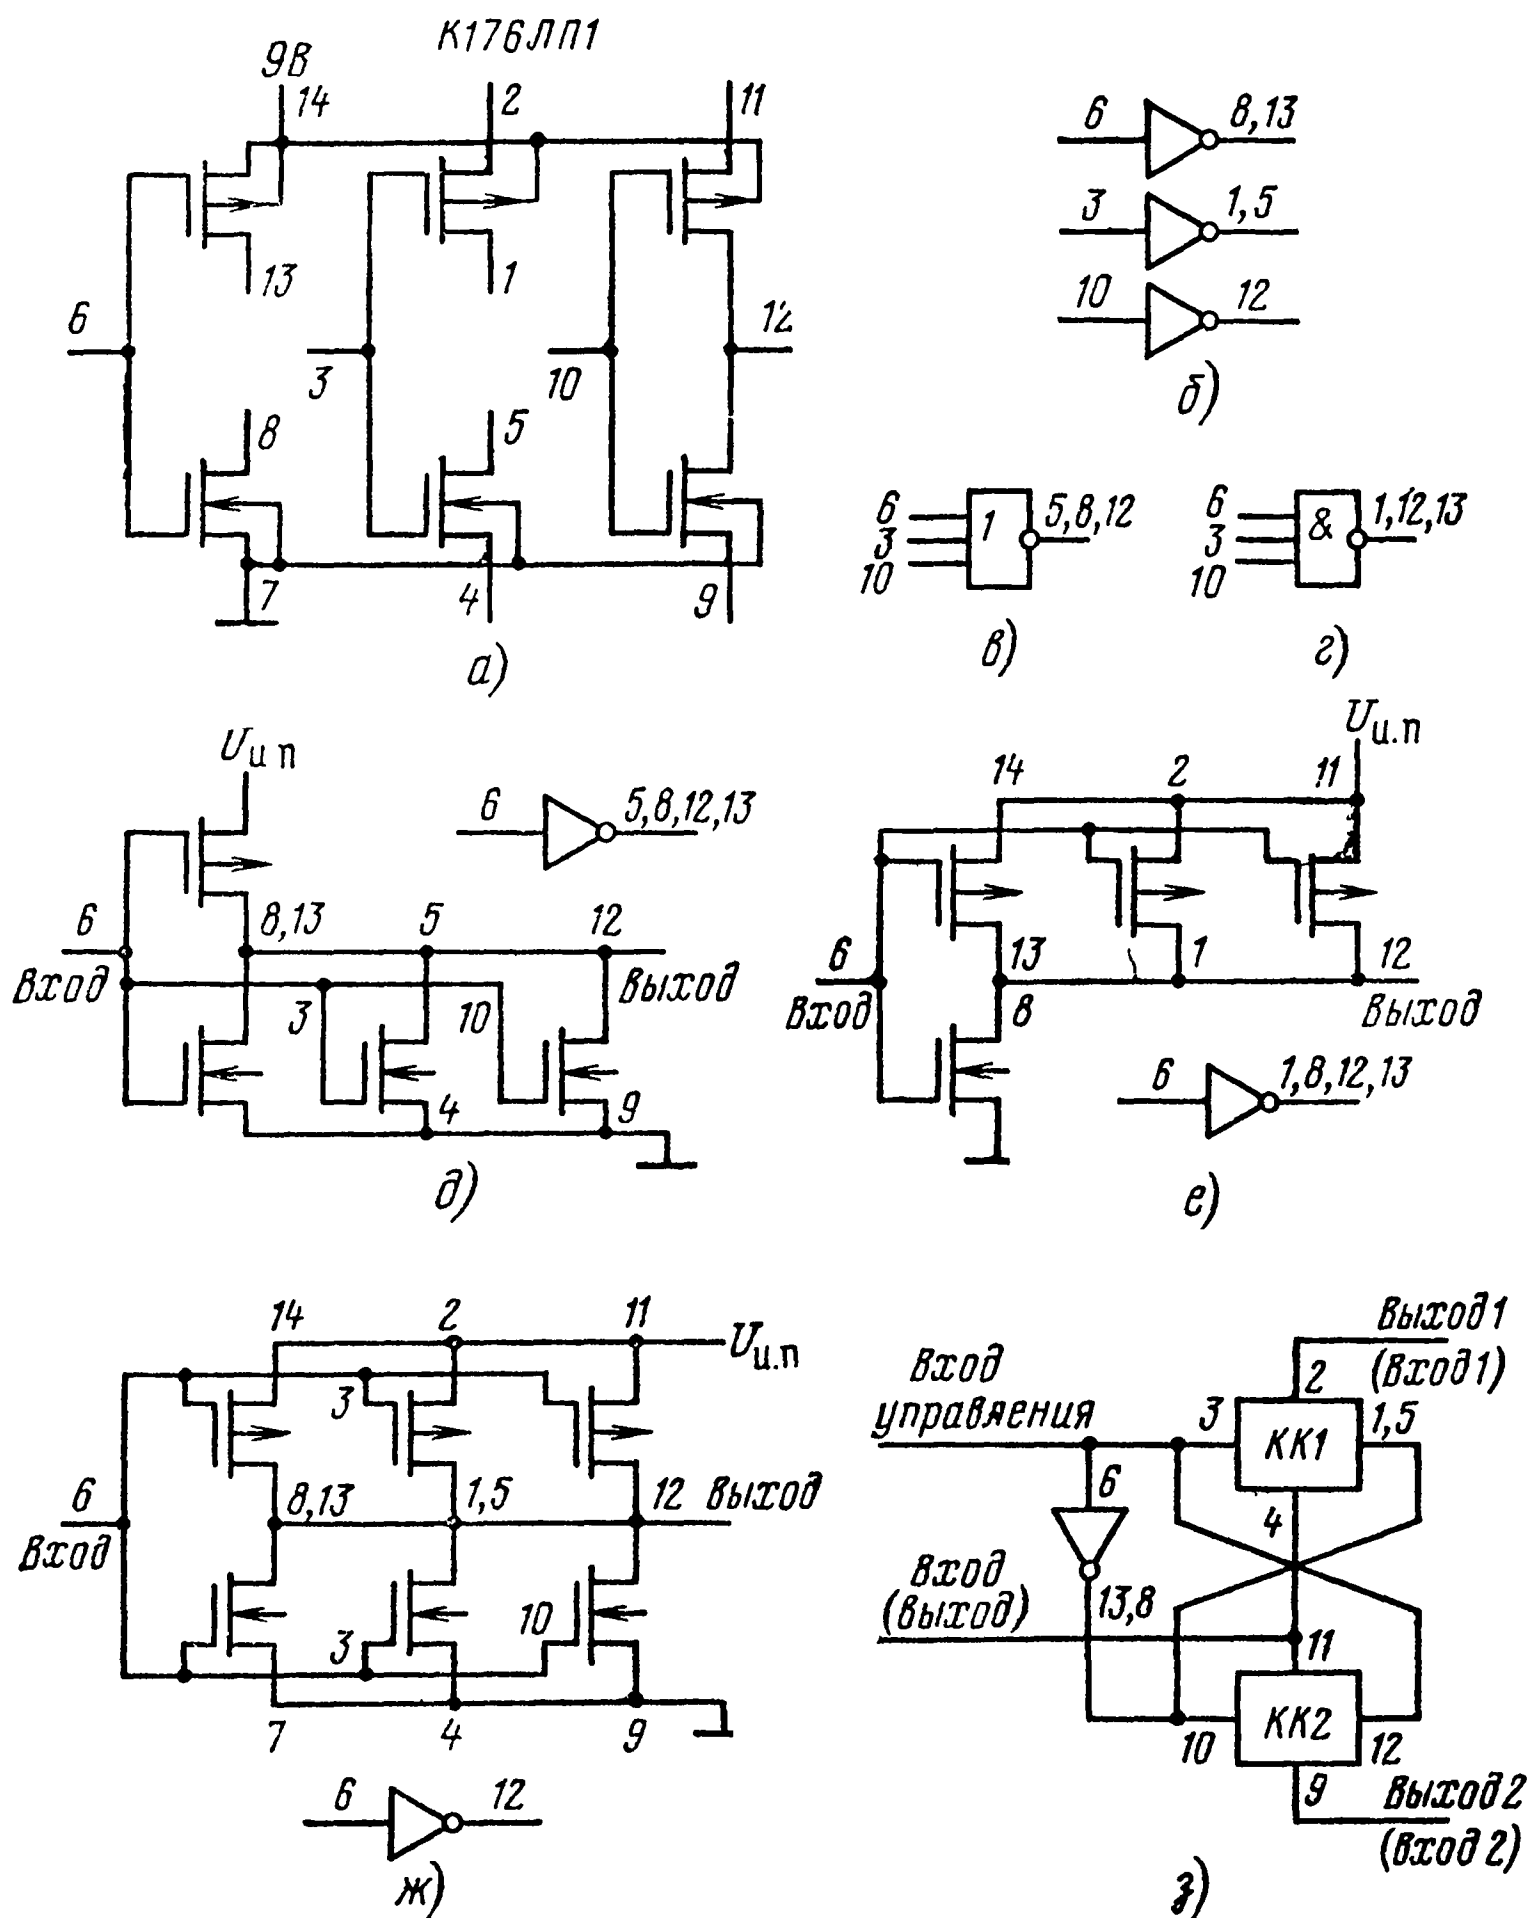 К176ЛП1
9В
14
2
11
13
1
6
3
10
12
8
5
7
4
9
а)
6
8,13
3
1,5
10
12
б)
6
3
10
1
5,8,12
в)
6
3
10
&
1,12,13
г)
Uи п
6
5,8,12,13
6
8,13
5
12
Вход
Выход
3
10
4
9
д)
Uи.п
14
2
11
6
13
1
12
Вход
8
Выход
6
1,8,12,13
е)
14
2
11
Uи.п
3
6
8,13
1,5
12
Выход
Вход
10
3
7
4
9
6
12
ж)
Выход 1
(вход 1)
Вход
управления
2
3
КК1
1,5
6
4
Вход
(выход)
13,8
11
10
КК2
12
9
Выход 2
(вход 2)
з)